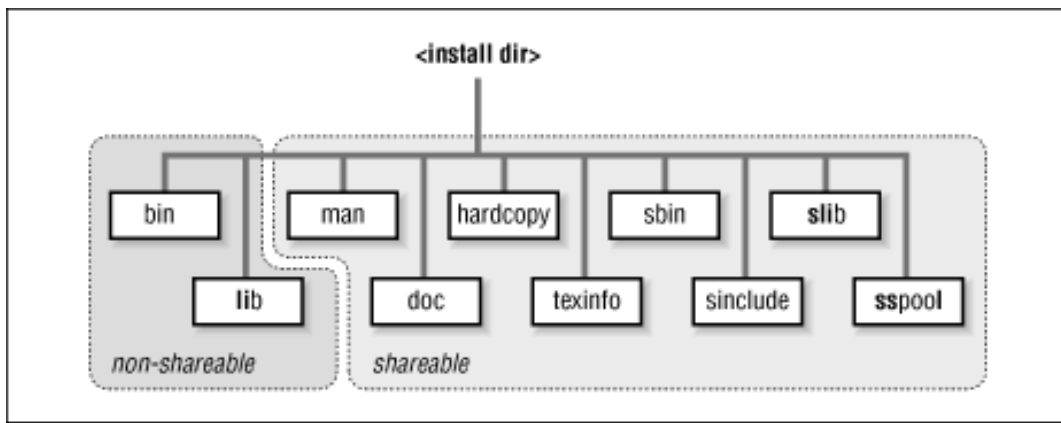 <install dir>
bin
man
hardcopy
sbin
slib
lib
doc
texinfo
sinclude
sspool
non-shareable
shareable